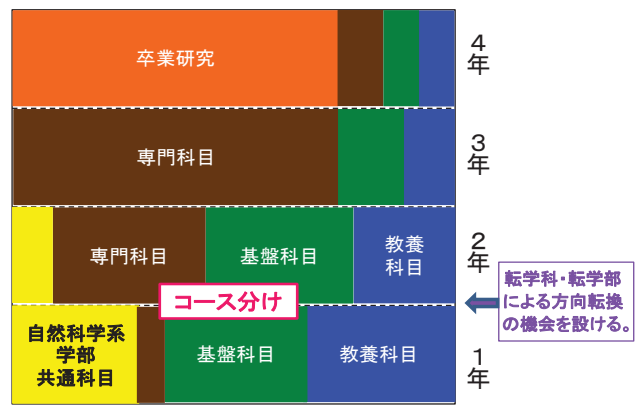 卒業研究
4
年
専門科目
3
年
専門科目
基盤科目
教養
科目
2
年
コース分け
転学科・転学部
による方向転換
の機会を設ける。
自然科学系
学部
共通科目
基盤科目
教養科目
1
年